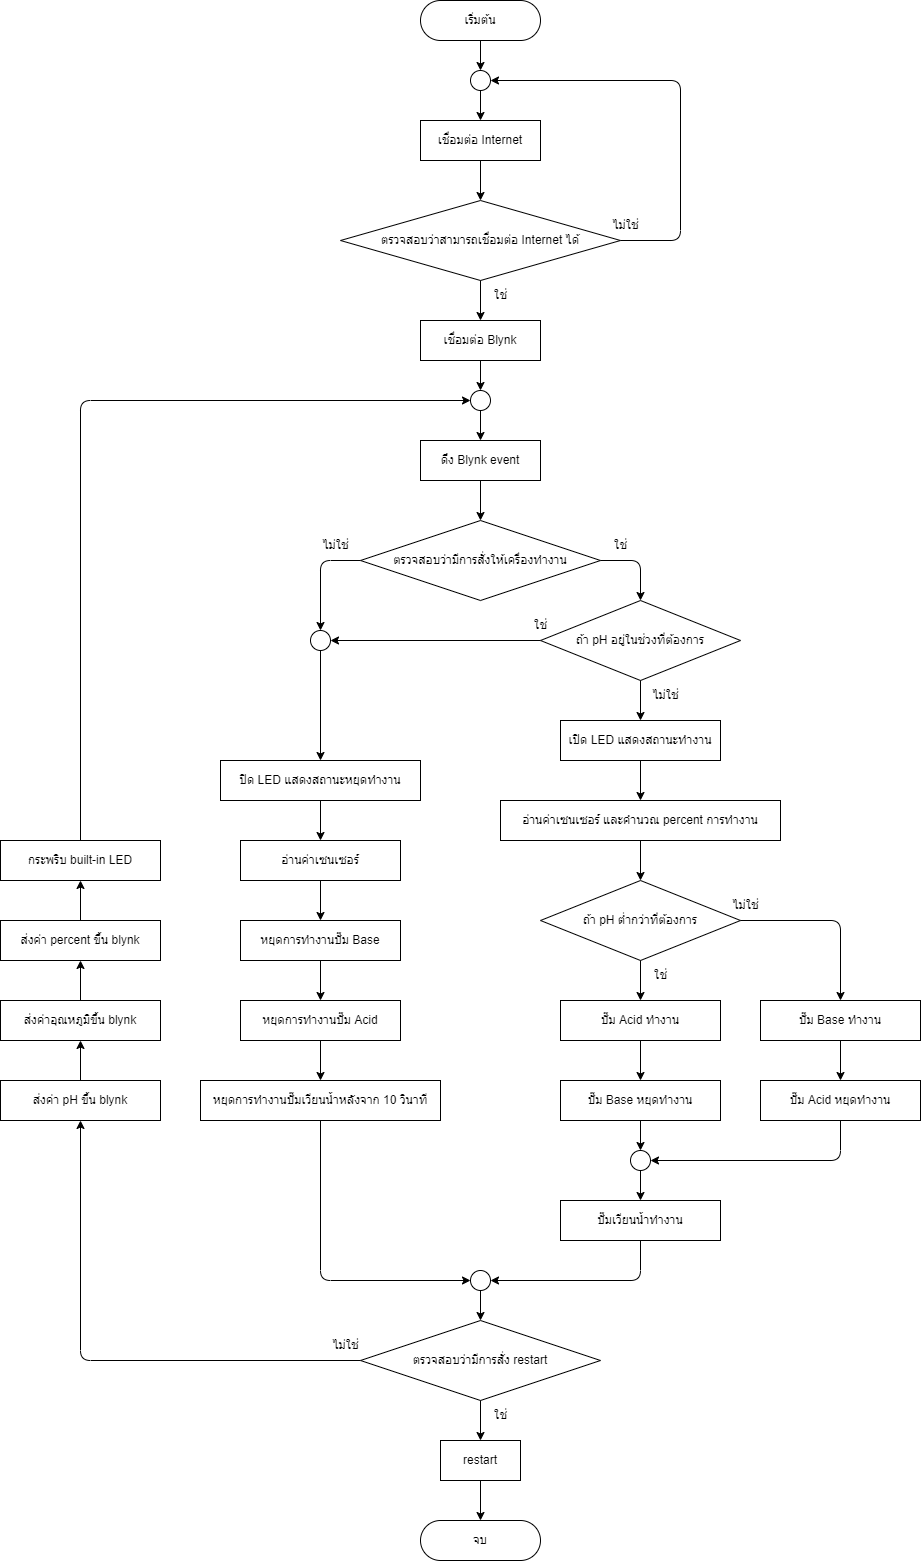 เริ่มต้น
เชื่อมต่อ Internet
ไม่ใช่
ตรวจสอบว่าสามารถเชื่อมต่อ Internet ได้
ใช่
เชื่อมต่อ Blynk
ดึง Blynk event
ไม่ใช่
ใช่
ตรวจสอบว่ามีการสั่งให้เครื่องทำงาน
ใช่
ถ้า pH อยู่ในช่วงที่ต้องการ
ไม่ใช่
เปิด LED แสดงสถานะทำงาน
ปิด LED แสดงสถานะหยุดทำงาน
อ่านค่าเซนเซอร์ และคำนวณ percent การทำงาน
กระพริบ built-in LED
อ่านค่าเซนเซอร์
ไม่ใช่
ถ้า pH ต่ำกว่าที่ต้องการ
ส่งค่า percent ขึ้น blynk
หยุดการทำงานปั๊ม Base
ใช่
ส่งค่าอุณหภูมิขึ้น blynk
หยุดการทำงานปั๊ม Acid
ปั๊ม Acid ทำงาน
ปั๊ม Base ทำงาน
ส่งค่า pH ขึ้น blynk
หยุดการทำงานปั๊มเวียนน้ำหลังจาก 10 วินาที
ปั๊ม Base หยุดทำงาน
ปั๊ม Acid หยุดทำงาน
ปั๊มเวียนน้ำทำงาน
ไม่ใช่
ตรวจสอบว่ามีการสั่ง restart
ใช่
restart
จบ